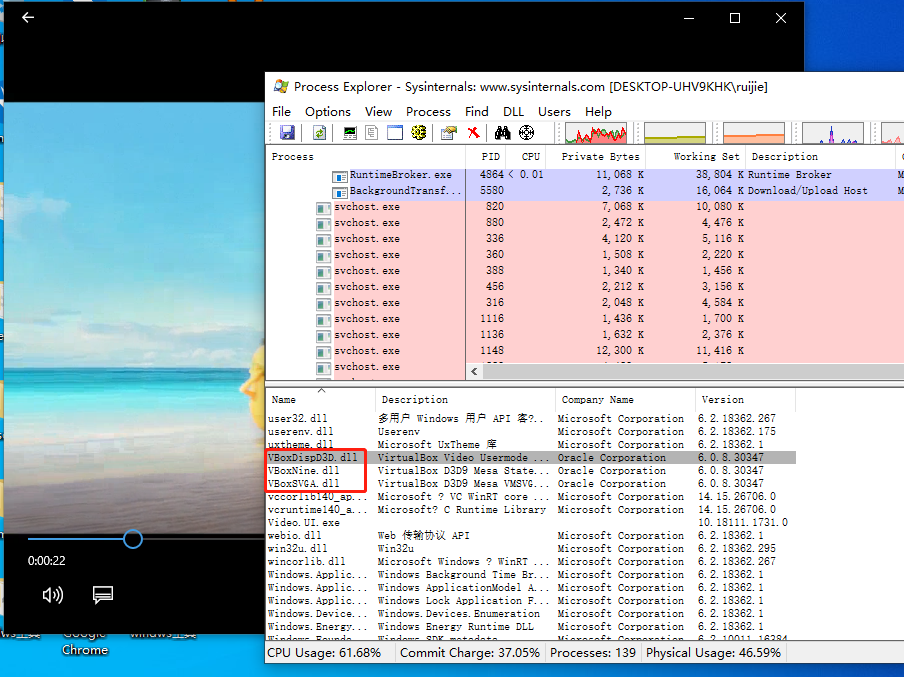 Process Explorer - Sysinternals: www.sysinternals.com [DESKTOP-UHV9KHK\ruijie]
File Options View Process Find DLL Users Help
Process PID CPU Private Bytes Working Set Description
RuntimeBroker.exe 4864 < 0.01 11,068 K 38,804 K Runtime Broker
BackgroundTransf... 5580 2,736 K 16,064 K Download/Upload Host
svchost.exe 820 7,068 K 10,080 K
svchost.exe 880 2,472 K 4,476 K
svchost.exe 336 4,120 K 5,116 K
svchost.exe 360 1,508 K 2,220 K
svchost.exe 388 1,340 K 1,456 K
svchost.exe 456 2,212 K 3,156 K
svchost.exe 316 2,048 K 4,584 K
svchost.exe 1116 1,436 K 1,700 K
svchost.exe 1136 1,632 K 2,376 K
svchost.exe 1148 12,300 K 11,416 K
svchost.exe
Name Description Company Name Version
user32.dll 多用户 Windows 用户 API 客?.. Microsoft Corporation 6.2.18362.267
userenv.dll Userenv Microsoft Corporation 6.2.18362.175
uxtheme.dll Microsoft UxTheme 库 Microsoft Corporation 6.2.18362.1
VBoxDispD3D.dll VirtualBox Video Usermode ... Oracle Corporation 6.0.8.30347
VBoxNine.dll VirtualBox D3D9 Mesa State... Oracle Corporation 6.0.8.30347
VBoxSVGA.dll VirtualBox D3D9 Mesa VMSVG... Oracle Corporation 6.0.8.30347
vccorlib140_ap... Microsoft ? VC WinRT core ... Microsoft Corporation 14.15.26706.0
vcruntime140_a... Microsoft? C Runtime Library Microsoft Corporation 14.15.26706.0
Video.UI.exe 10.18111.1731.0
webio.dll Web 传输协议 API Microsoft Corporation 6.2.18362.1
win32u.dll Win32u Microsoft Corporation 6.2.18362.295
wincorlib.dll Microsoft Windows ? WinRT ... Microsoft Corporation 6.2.18362.267
Windows.Applic... Windows Background Time Br... Microsoft Corporation 6.2.18362.1
Windows.Applic... Windows ApplicationModel A... Microsoft Corporation 6.2.18362.1
Windows.Applic... Windows Lock Application F... Microsoft Corporation 6.2.18362.1
Windows.Device... Windows.Devices.Enumeration Microsoft Corporation 6.2.18362.1
Windows.Energy... Windows Energy Runtime DLL Microsoft Corporation 6.2.18362.1
Windows.Founda... Windows SDK metadata Microsoft Corporation 6.2.10011.16384
CPU Usage: 61.68% Commit Charge: 37.05% Processes: 139 Physical Usage: 46.59%
0:00:22
Google
Chrome